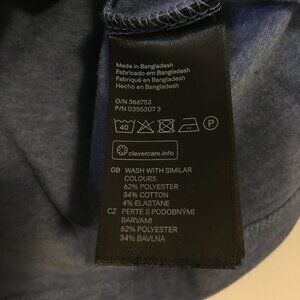 Made in Bangladesh
Fabricado em Bangladesh
Fabriqué en Bangladesh
Hecho en Bangladesh
O/N 366753
P/N 0355307 3
40
P
clevercare.info
GB WASH WITH SIMILAR
COLOURS
62% POLYESTER
34% COTTON
4% ELASTANE
CZ PERTE S PODOBNÝMI
BARVAMI
62% POLYESTER
34% BAVLNA